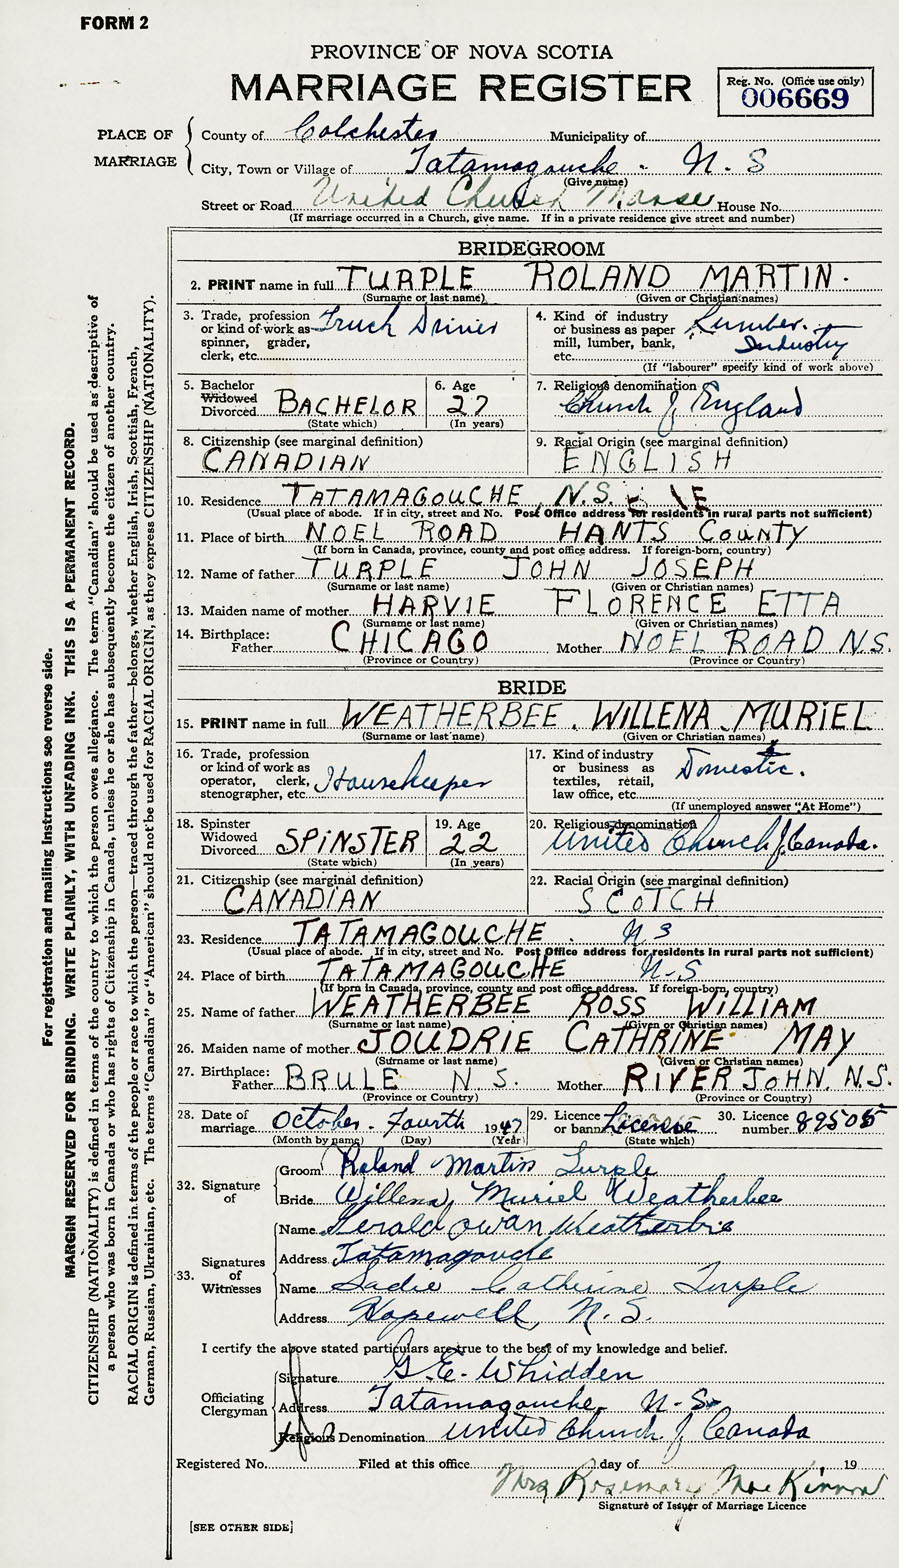 FORM 2
PROVINCE OF NOVA SCOTIA
MARRIAGE REGISTER
Reg. No. (Office use only)
006669
PLACE OF MARRIAGE
County of Colchester Municipality of
City, Town or Village of Tatamagouche - N. S
(Give name)
Street or Road United Church Manse House No.
(If marriage occurred in a Church, give name. If in a private residence give street and number)
BRIDEGROOM
2. PRINT name in full TURPLE ROLAND MARTIN.
(Surname or last name) (Given or Christian names)
3. Trade, profession or kind of work as spinner, grader, clerk, etc. Truck Driver
4. Kind of industry or business as paper mill, lumber, bank, etc. Lumber. Industry
(If "labourer" specify kind of work above)
5. Bachelor Widowed Divorced BACHELOR
(State which)
6. Age 27
(In years)
7. Religious denomination Church of England
8. Citizenship (see marginal definition)
CANADIAN
9. Racial Origin (see marginal definition)
ENGLISH
10. Residence TATAMAGOUCHE, N.S.
(Usual place of abode. If in city, street and No. Post Office address for residents in rural parts not sufficient)
11. Place of birth NOEL ROAD HANTS COUNTY
(If born in Canada, province, county and post office address. If foreign-born, country)
12. Name of father TURPLE JOHN JOSEPH
(Surname or last name) (Given or Christian names)
13. Maiden name of mother HARVIE FLORENCE ETTA
(Surname or last name) (Given or Christian names)
14. Birthplace: Father CHICAGO Mother NOEL ROAD N.S.
(Province or Country) (Province or Country)
BRIDE
15. PRINT name in full WEATHERBEE. WILLENA MURIEL
(Surname or last name) (Given or Christian names)
16. Trade, profession or kind of work as operator, clerk, stenographer, etc. Housekeeper
17. Kind of industry or business as textiles, retail, law office, etc. Domestic.
(If unemployed answer "At Home")
18. Spinster Widowed Divorced SPINSTER
(State which)
19. Age 22
(In years)
20. Religious denomination
United Church of Canada.
21. Citizenship (see marginal definition)
CANADIAN
22. Racial Origin (see marginal definition)
SCOTCH
23. Residence TATAMAGOUCHE. N.S
(Usual place of abode. If in city, street and No. Post Office address for residents in rural parts not sufficient)
24. Place of birth TATAMAGOUCHE N-S
(If born in Canada, province, county and post office address. If foreign-born, country)
25. Name of father WEATHERBEE ROSS WILLIAM
(Surname or last name) (Given or Christian names)
26. Maiden name of mother JOUDRIE CATHRINE MAY
(Surname or last name) (Given or Christian names)
27. Birthplace: Father BRULE N.S. Mother RIVER JOHN. N.S.
(Province or Country) (Province or Country)
28. Date of marriage October - Fourth 1947
(Month by name) (Day) (Year)
29. Licence or bann License
(State which)
30. Licence number 89505
32. Signature of
Groom Roland Martin Turple
Bride Willena Muriel Weatherbee
33. Signatures of Witnesses
Name Gerald Owan Weatherbie
Address Tatamagouche
Name Sadie Catherine Turple
Address Hopewell, N. S.
I certify the above stated particulars are true to the best of my knowledge and belief.
Officiating Clergyman
Signature G. E. Whidden
Address Tatamagouche N-S.
Religious Denomination United Church of Canada
Registered No. Filed at this office day of 19
Mrs Rosemary MacKinnon
Signature of Issuer of Marriage Licence
[SEE OTHER SIDE]
For registration and mailing instructions see reverse side.
MARGIN RESERVED FOR BINDING. WRITE PLAINLY, WITH UNFADING INK. THIS IS A PERMANENT RECORD.
CITIZENSHIP (NATIONALITY) is defined in terms of the country to which the person owes allegiance. The term "Canadian" should be used as descriptive of
a person who was born in Canada or who has rights of Citizenship in Canada, unless he or she has subsequently become the citizen of another country.
RACIAL ORIGIN is defined in terms of the people or race to which the person—traced through the father—belongs, whether English, Irish, Scottish, French,
German, Russian, Ukrainian, etc. The terms "Canadian" or "American" should not be used for RACIAL ORIGIN, as they express CITIZENSHIP (NATIONALITY).